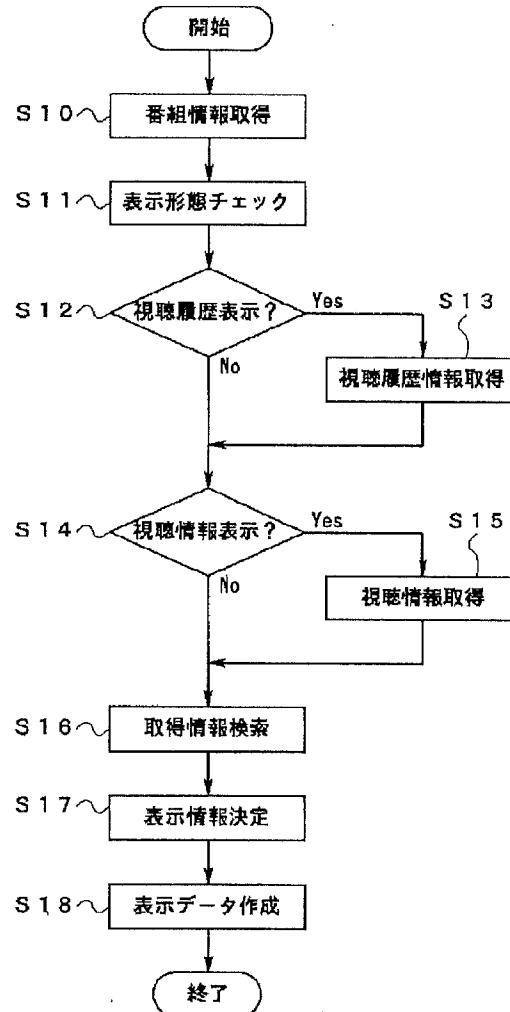 開始
S10 番組情報取得
S11 表示形態チェック
S12 視聴履歴表示? Yes S13
No 視聴履歴情報取得
S14 視聴情報表示? Yes S15
No 視聴情報取得
S16 取得情報検索
S17 表示情報決定
S18 表示データ作成
終了